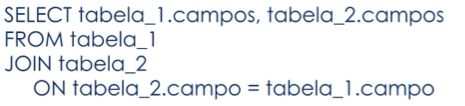 SELECT tabela_1.campos, tabela_2.campos
FROM tabela_1
JOIN tabela_2
ON tabela_2.campo = tabela_1.campo